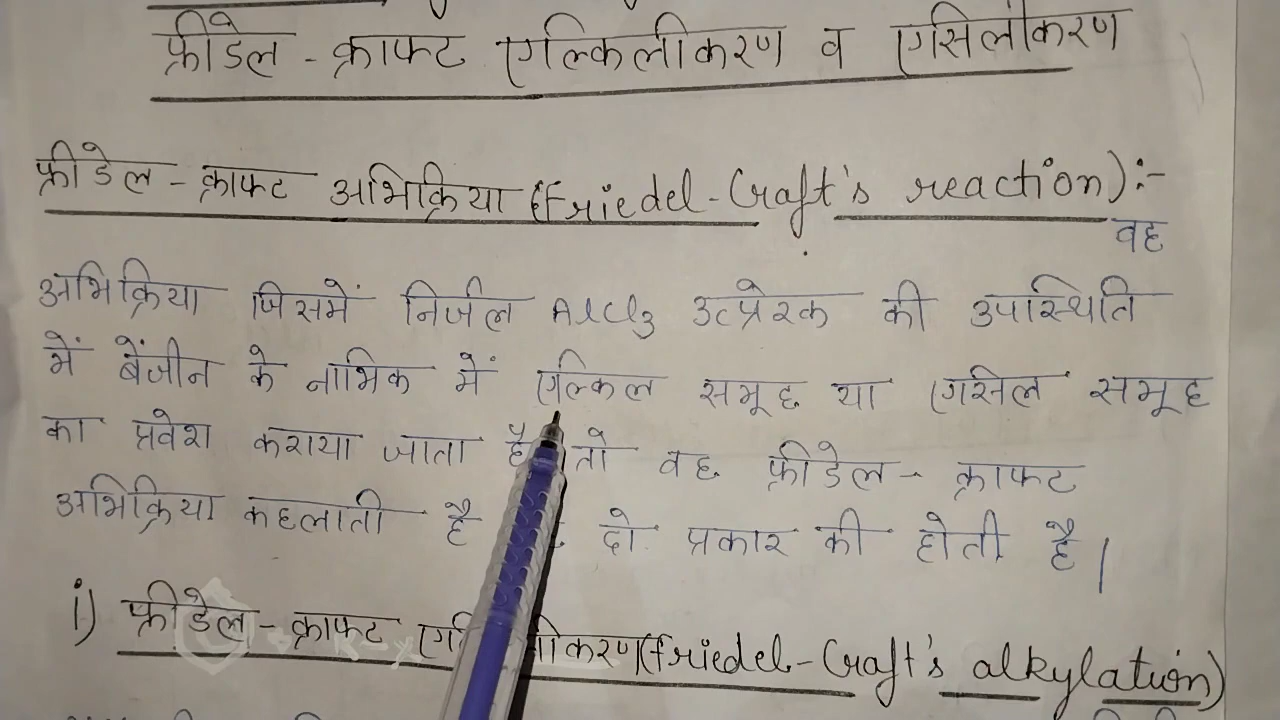 फ्रीडेल - क्राफ्ट एल्किलीकरण व एसिलीकरण
फ्रीडेल - क्राफ्ट अभिक्रिया (Friedel-Craft's reaction):-
वह
अभिक्रिया जिसमें निर्जल AlCl3 उत्प्रेरक की उपस्थिति
में बेंजीन के नाभिक में एल्किल समूह या एसिल समूह
का प्रवेश कराया जाता है तो वह फ्रीडेल - क्राफ्ट
अभिक्रिया कहलाती है दो प्रकार की होती है।
i) फ्रीडेल - क्राफ्ट (Friedel-Craft's alkylation)